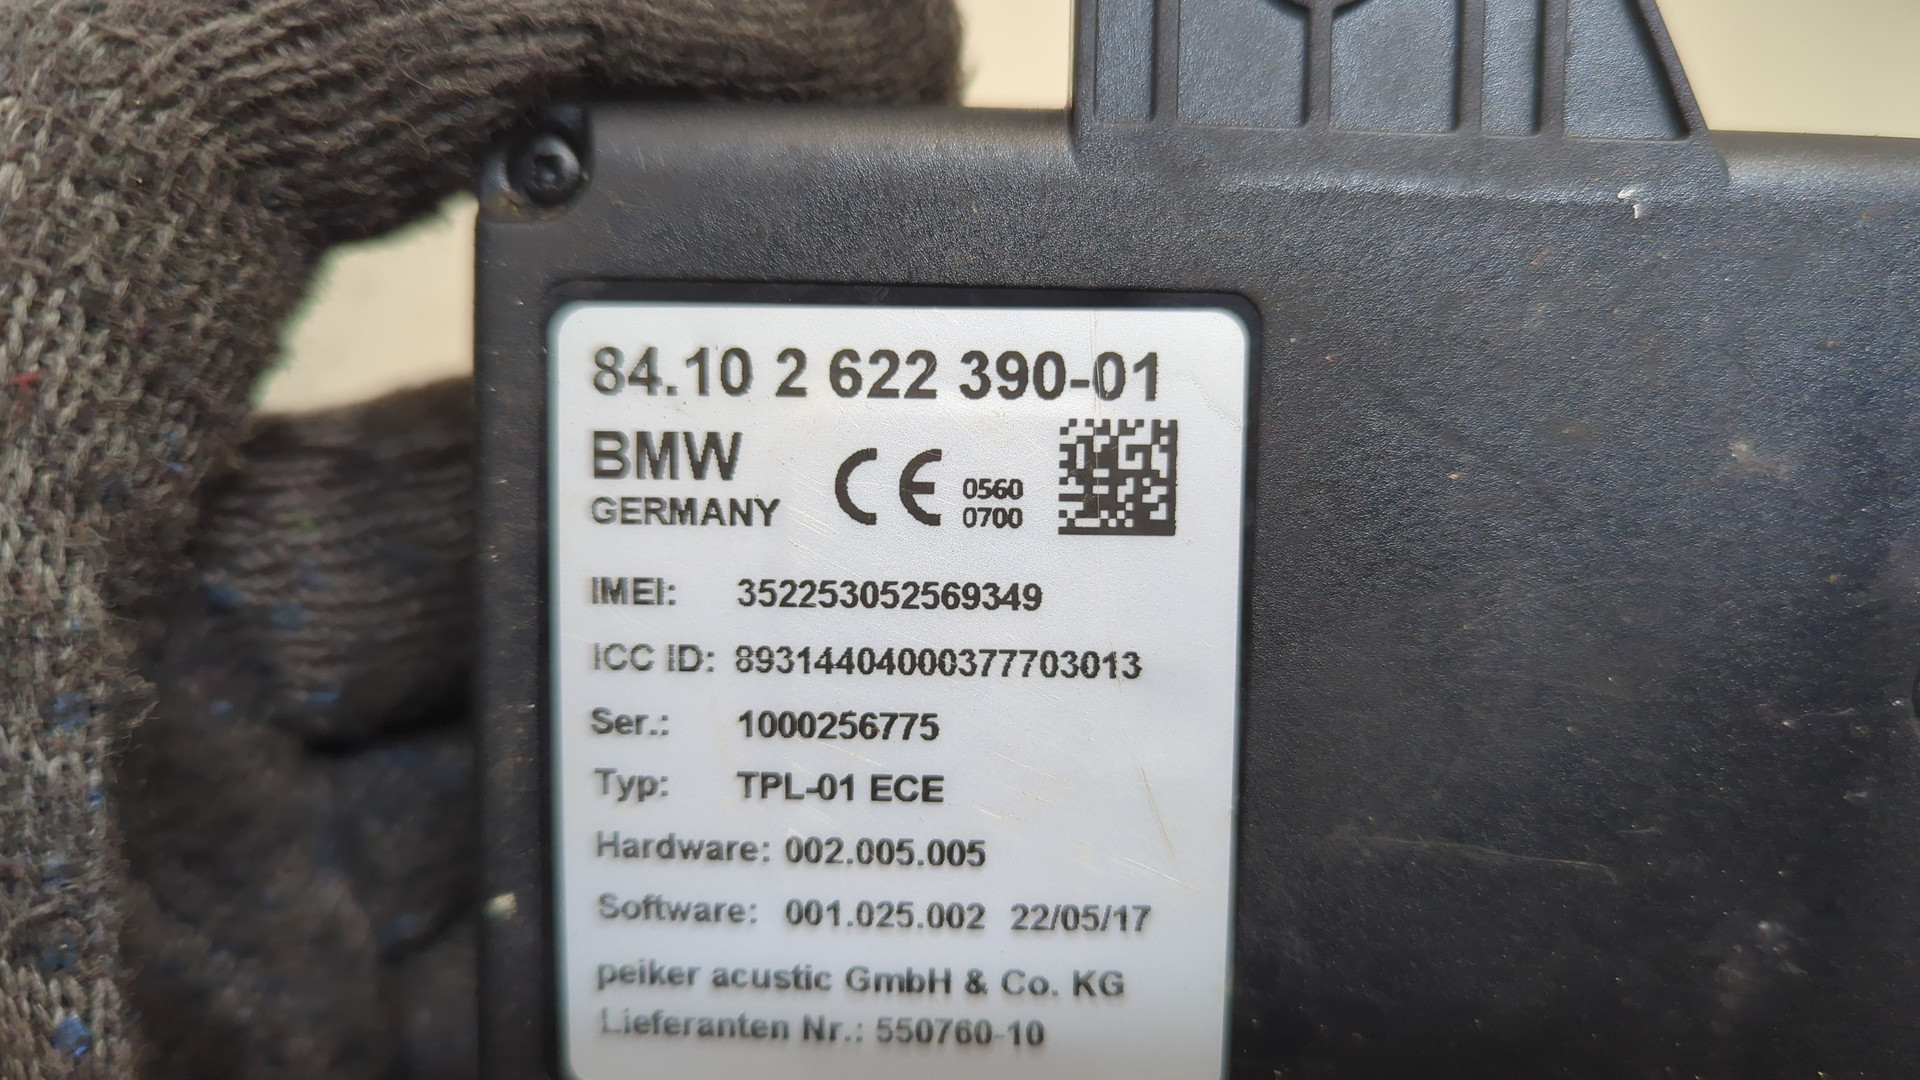 84.10 2 622 390-01
BMW
GERMANY
CE 0560
0700
IMEI: 352253052569349
ICC ID: 89314404000377703013
Ser.: 1000256775
Typ: TPL-01 ECE
Hardware: 002.005.005
Software: 001.025.002 22/05/17
peiker acustic GmbH & Co. KG
Lieferanten Nr.: 550760-10